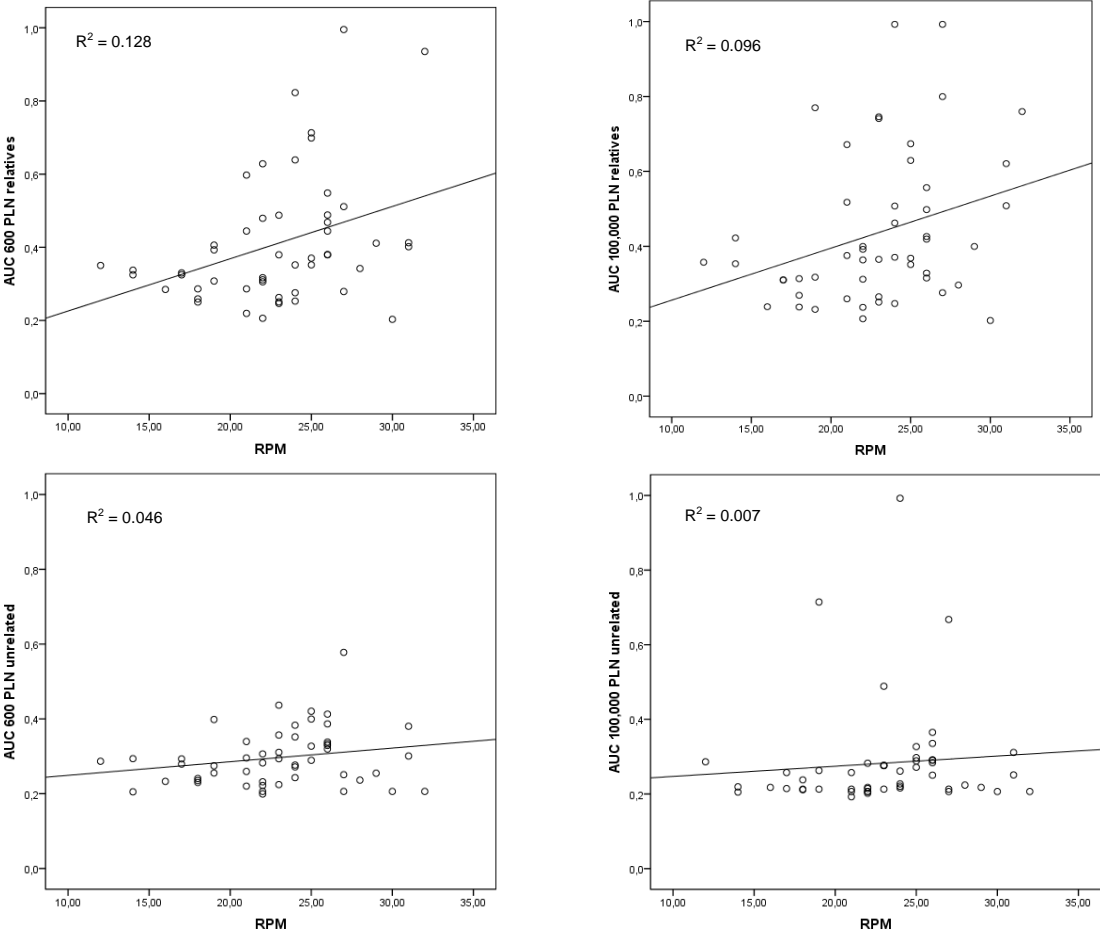 R² = 0.128
1,0
0,8
0,6
0,4
0,2
0,0
AUC 600 PLN relatives
10,00 15,00 20,00 25,00 30,00 35,00
RPM
R² = 0.096
1,0
0,8
0,6
0,4
0,2
0,0
AUC 100,000 PLN relatives
10,00 15,00 20,00 25,00 30,00 35,00
RPM
R² = 0.046
1,0
0,8
0,6
0,4
0,2
0,0
AUC 600 PLN unrelated
10,00 15,00 20,00 25,00 30,00 35,00
RPM
R² = 0.007
1,0
0,8
0,6
0,4
0,2
0,0
AUC 100,000 PLN unrelated
10,00 15,00 20,00 25,00 30,00 35,00
RPM